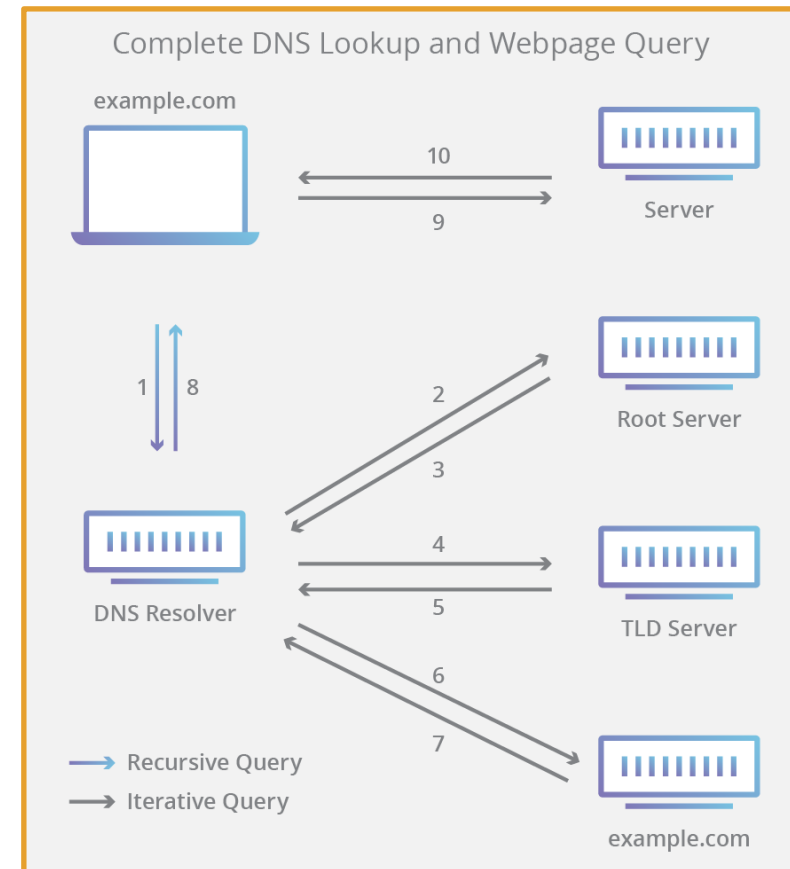 Complete DNS Lookup and Webpage Query
example.com
10
9
Server
1
8
2
3
Root Server
DNS Resolver
4
5
TLD Server
6
7
example.com
Recursive Query
Iterative Query